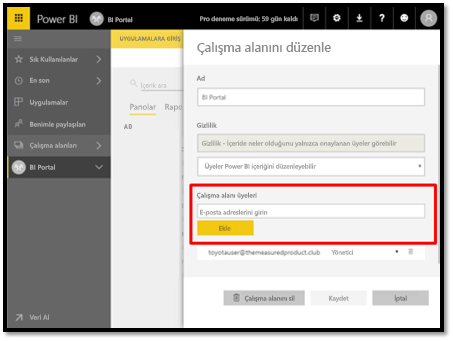 Power BI
BI Portal
Pro deneme sürümü: 59 gün kaldı
Sık Kullanılanlar
En son
Uygulamalar
Benimle paylaşılan
Çalışma alanları
BI Portal
Veri Al
UYGULAMALARA GİRİŞ
İçerik ara
Panolar
Rapo
AD
Çalışma alanını düzenle
Ad
BI Portal
Gizlilik
Gizlilik - İçeride neler olduğunu yalnızca onaylanan üyeler görebilir
Üyeler Power BI içeriğini düzenleyebilir
Çalışma alanı üyeleri
E-posta adreslerini girin
Ekle
toyotauser@themeasuredproduct.club Yönetici
Çalışma alanını sil
Kaydet
İptal